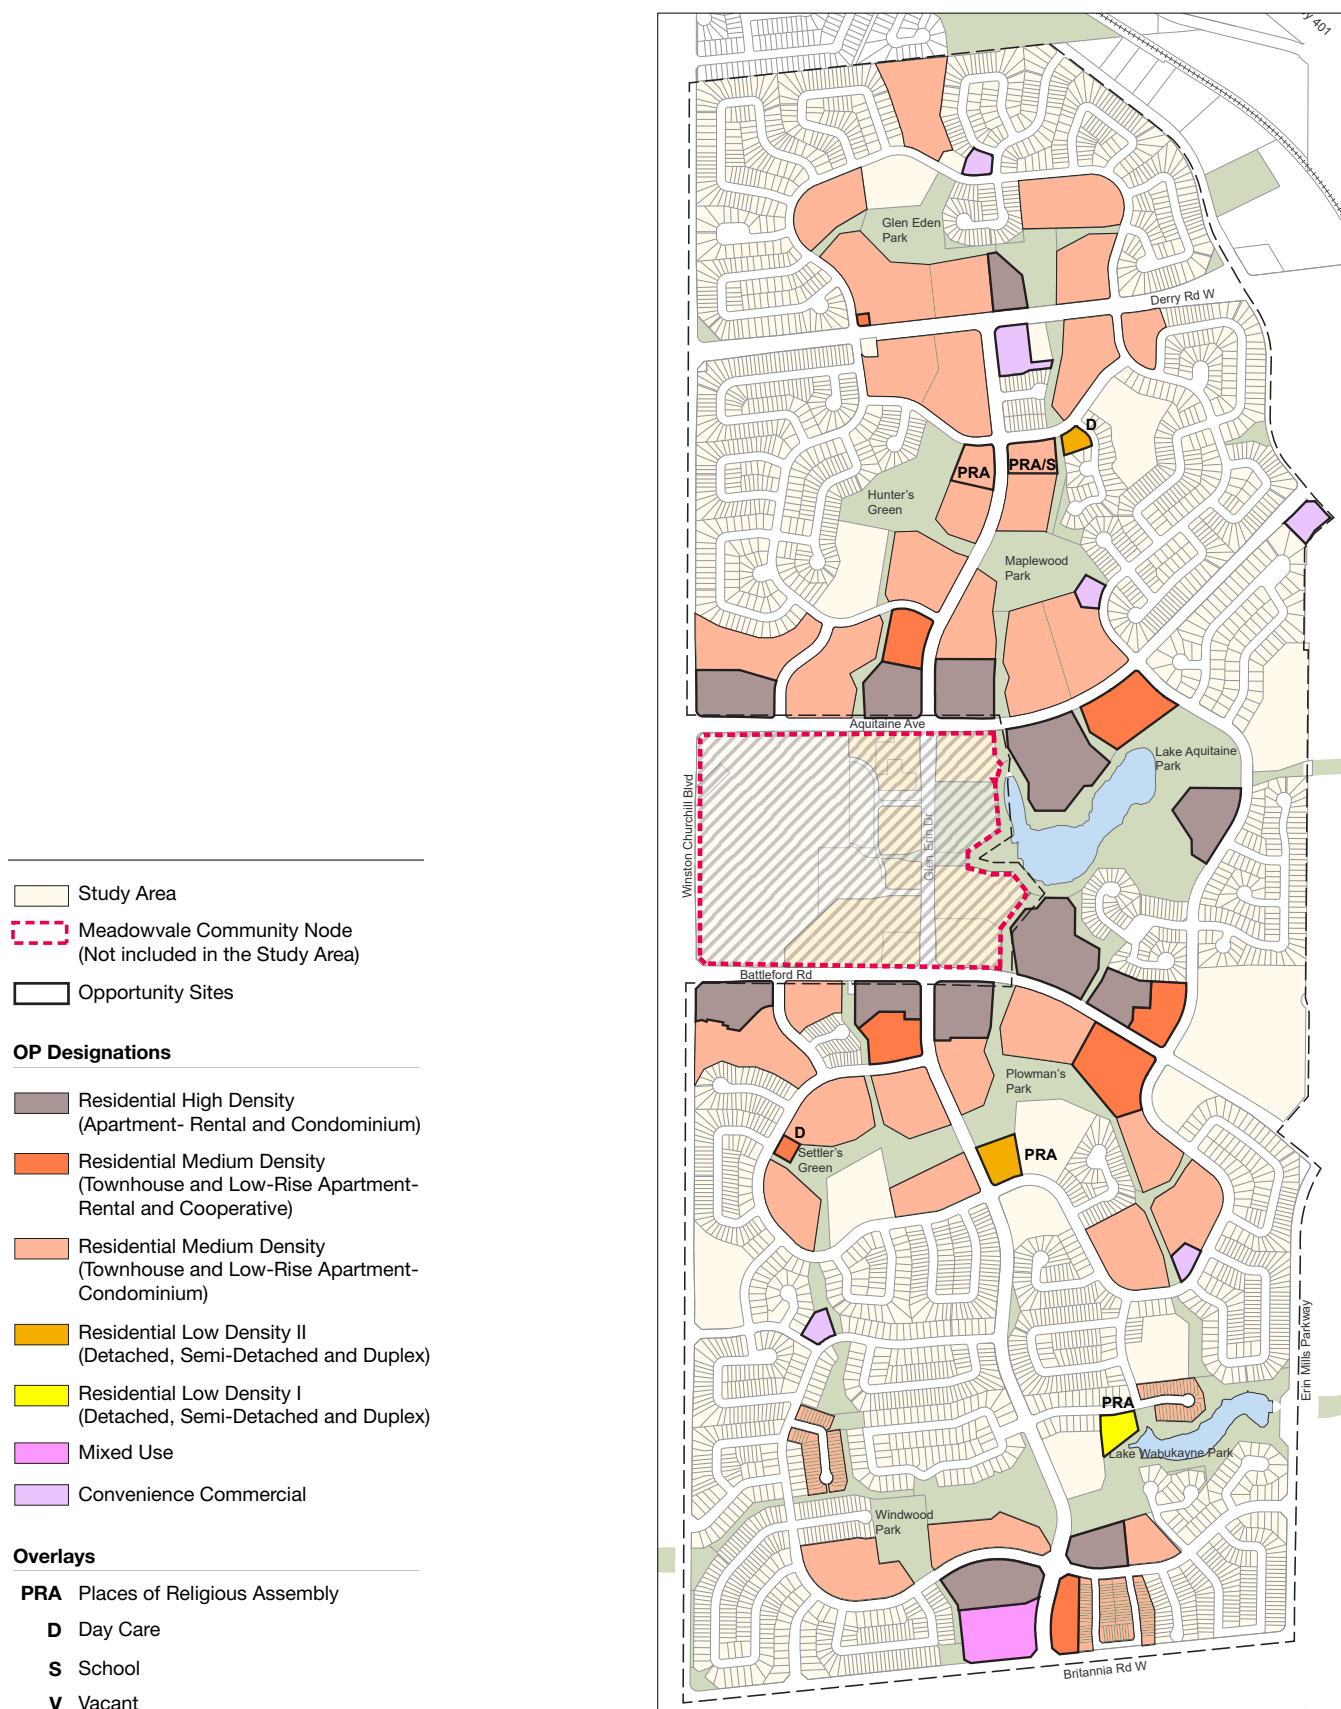 Study Area
Meadowvale Community Node
(Not included in the Study Area)
Opportunity Sites
OP Designations
Residential High Density
(Apartment- Rental and Condominium)
Residential Medium Density
(Townhouse and Low-Rise Apartment-
Rental and Cooperative)
Residential Medium Density
(Townhouse and Low-Rise Apartment-
Condominium)
Residential Low Density II
(Detached, Semi-Detached and Duplex)
Residential Low Density I
(Detached, Semi-Detached and Duplex)
Mixed Use
Convenience Commercial
Overlays
PRA Places of Religious Assembly
D Day Care
S School
V Vacant
401
Glen Eden
Park
Derry Rd W
D
PRA
PRA/S
Hunter's
Green
Maplewood
Park
Aquitaine Ave
Lake Aquitaine
Park
Winston Churchill Blvd
Glen Erin Dr
Battleford Rd
Plowman's
Park
D
Settler's
Green
PRA
Erin Mills Parkway
PRA
Lake Wabukayne Park
Windwood
Park
Britannia Rd W